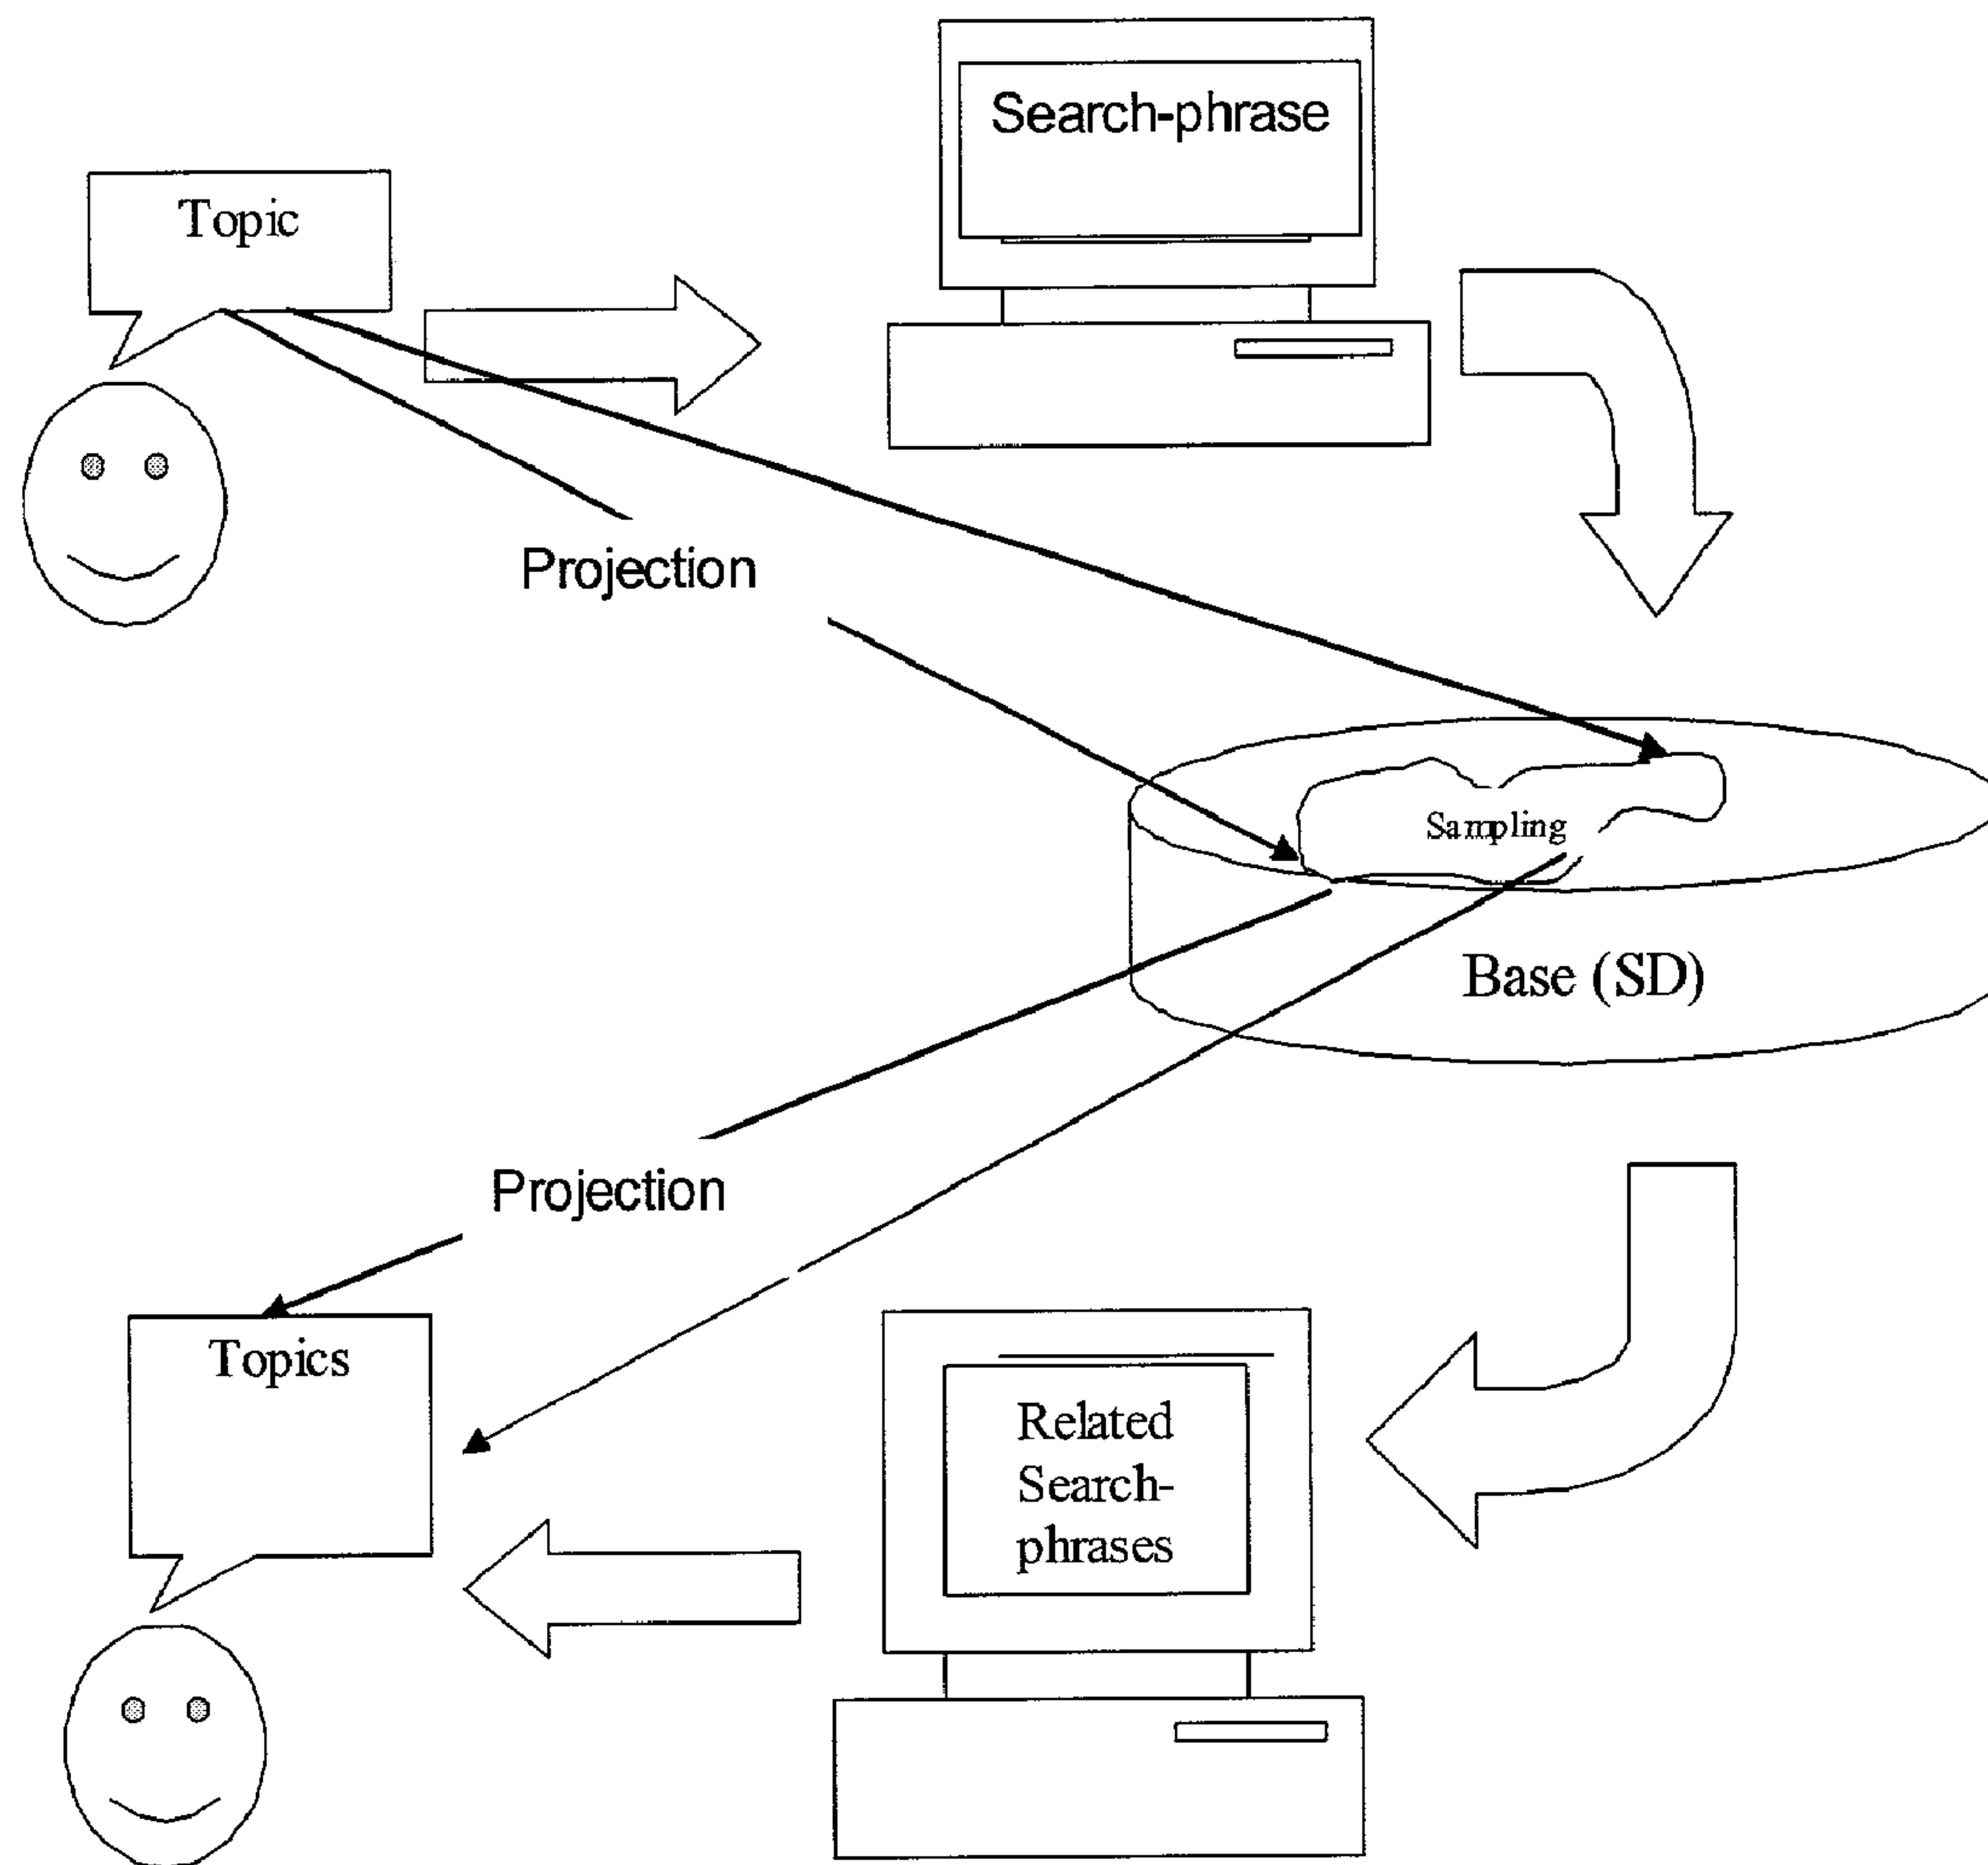 Search-phrase
Topic
Projection
Sampling
Base (SD)
Projection
Topics
Related
Search-
phrases